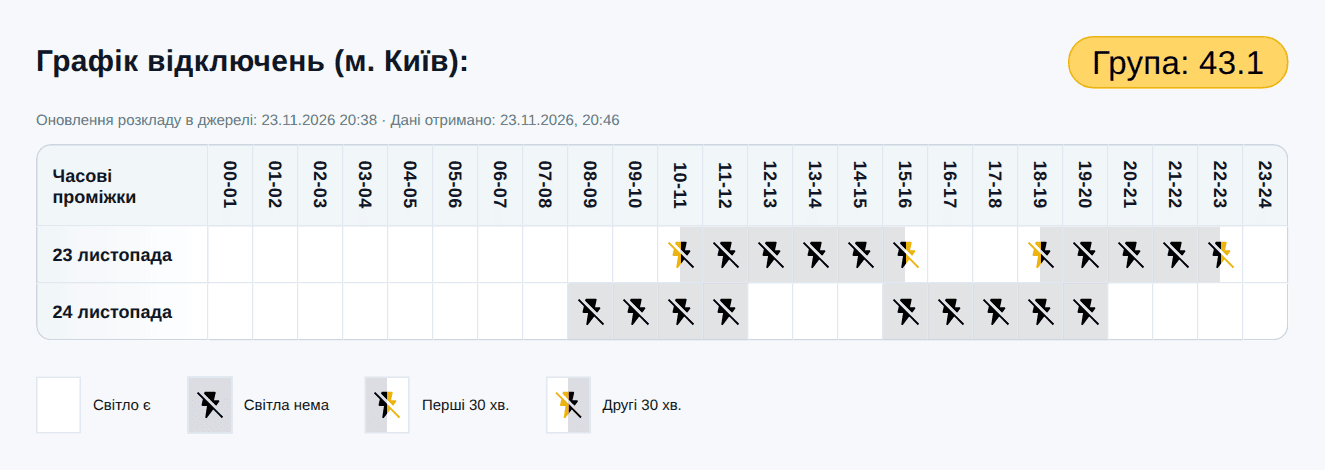 Графік відключень (м. Київ):
Група: 43.1
Оновлення розкладу в джерелі: 23.11.2026 20:38 · Дані отримано: 23.11.2026, 20:46
Часові
проміжки
00-01
01-02
02-03
03-04
04-05
05-06
06-07
07-08
08-09
09-10
10-11
11-12
12-13
13-14
14-15
15-16
16-17
17-18
18-19
19-20
20-21
21-22
22-23
23-24
23 листопада
24 листопада
Світло є
Світла нема
Перші 30 хв.
Другі 30 хв.